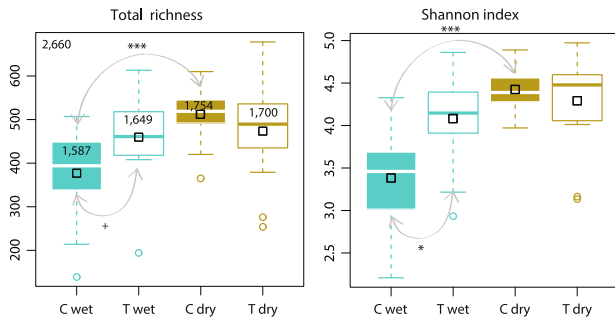 Total richness
2,660
***
1,587
1,649
1,754
1,700
+
200 300 400 500 600
C wet T wet C dry T dry
Shannon index
***
*
2.5 3.0 3.5 4.0 4.5 5.0
C wet T wet C dry T dry